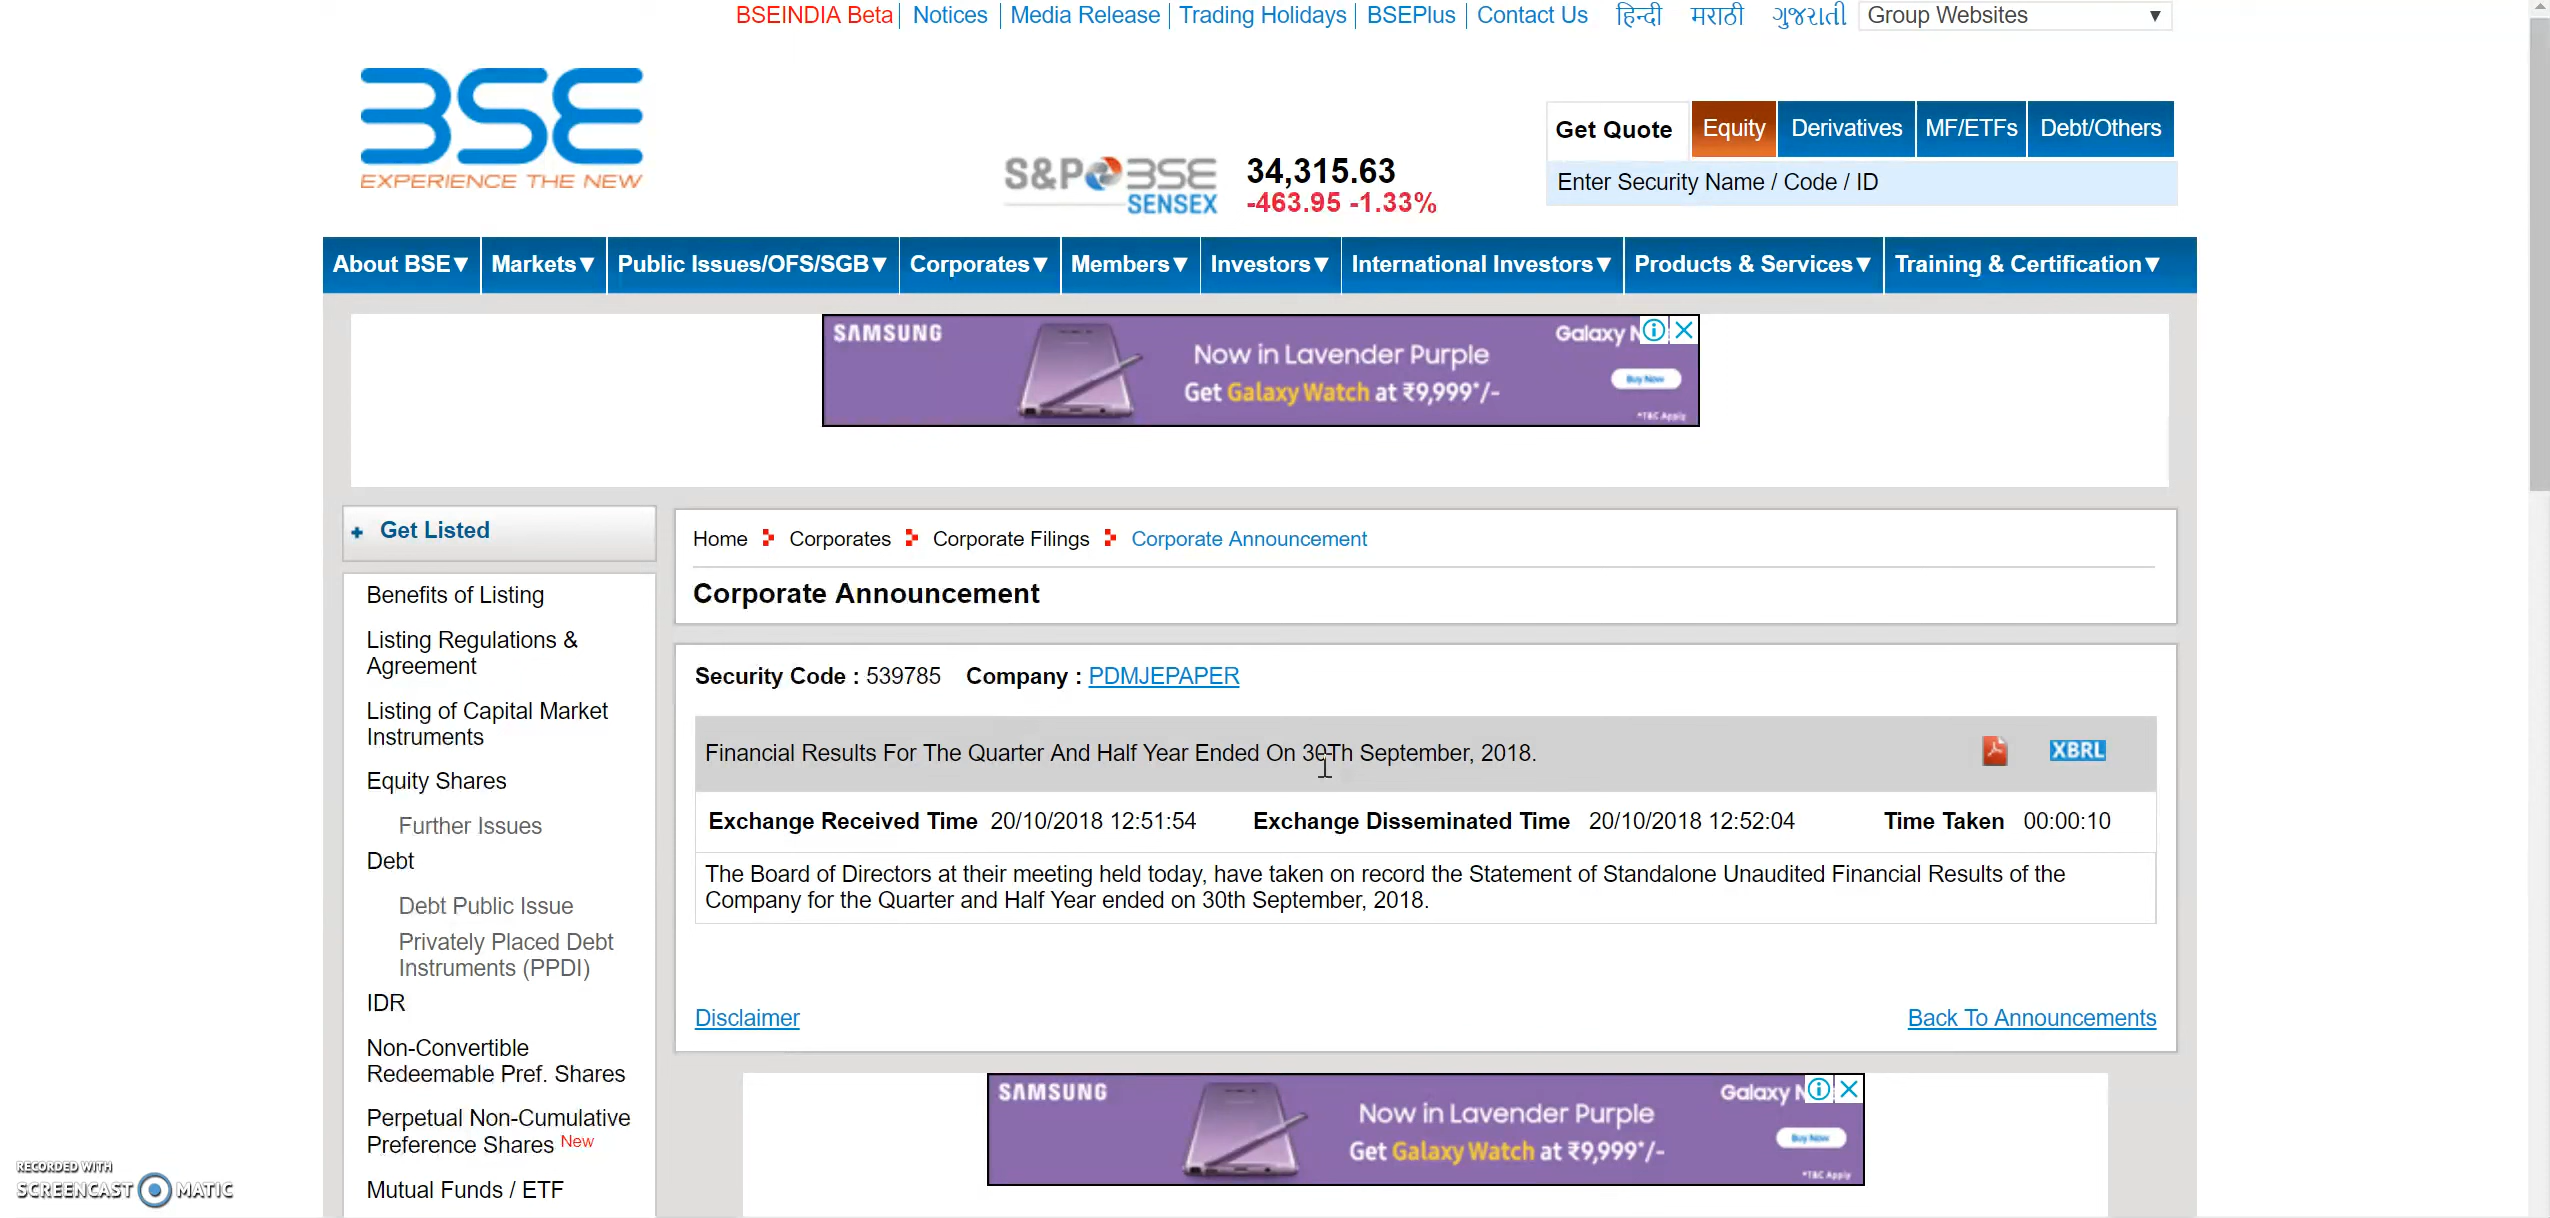 BSEINDIA Beta | Notices | Media Release | Trading Holidays | BSEPlus | Contact Us हिन्दी मराठी ગુજરાતી Group Websites
BSE
EXPERIENCE THE NEW
S&P BSE
SENSEX
34,315.63
-463.95 -1.33%
Get Quote Equity Derivatives MF/ETFs Debt/Others
Enter Security Name / Code / ID
About BSE Markets Public Issues/OFS/SGB Corporates Members Investors International Investors Products & Services Training & Certification
SAMSUNG
Now in Lavender Purple
Get Galaxy Watch at ₹9,999*/-
Galaxy N
Buy Now
*T&C Apply
Get Listed
Benefits of Listing
Listing Regulations &
Agreement
Listing of Capital Market
Instruments
Equity Shares
Further Issues
Debt
Debt Public Issue
Privately Placed Debt
Instruments (PPDI)
IDR
Non-Convertible
Redeemable Pref. Shares
Perpetual Non-Cumulative
Preference Shares New
Mutual Funds / ETF
Home Corporates Corporate Filings Corporate Announcement
Corporate Announcement
Security Code : 539785 Company : PDMJEPAPER
Financial Results For The Quarter And Half Year Ended On 30Th September, 2018.
XBRL
Exchange Received Time 20/10/2018 12:51:54 Exchange Disseminated Time 20/10/2018 12:52:04 Time Taken 00:00:10
The Board of Directors at their meeting held today, have taken on record the Statement of Standalone Unaudited Financial Results of the
Company for the Quarter and Half Year ended on 30th September, 2018.
Disclaimer Back To Announcements
SAMSUNG
Now in Lavender Purple
Get Galaxy Watch at ₹9,999*/-
Galaxy N
Buy Now
*T&C Apply
RECORDED WITH
SCREENCAST MATIC